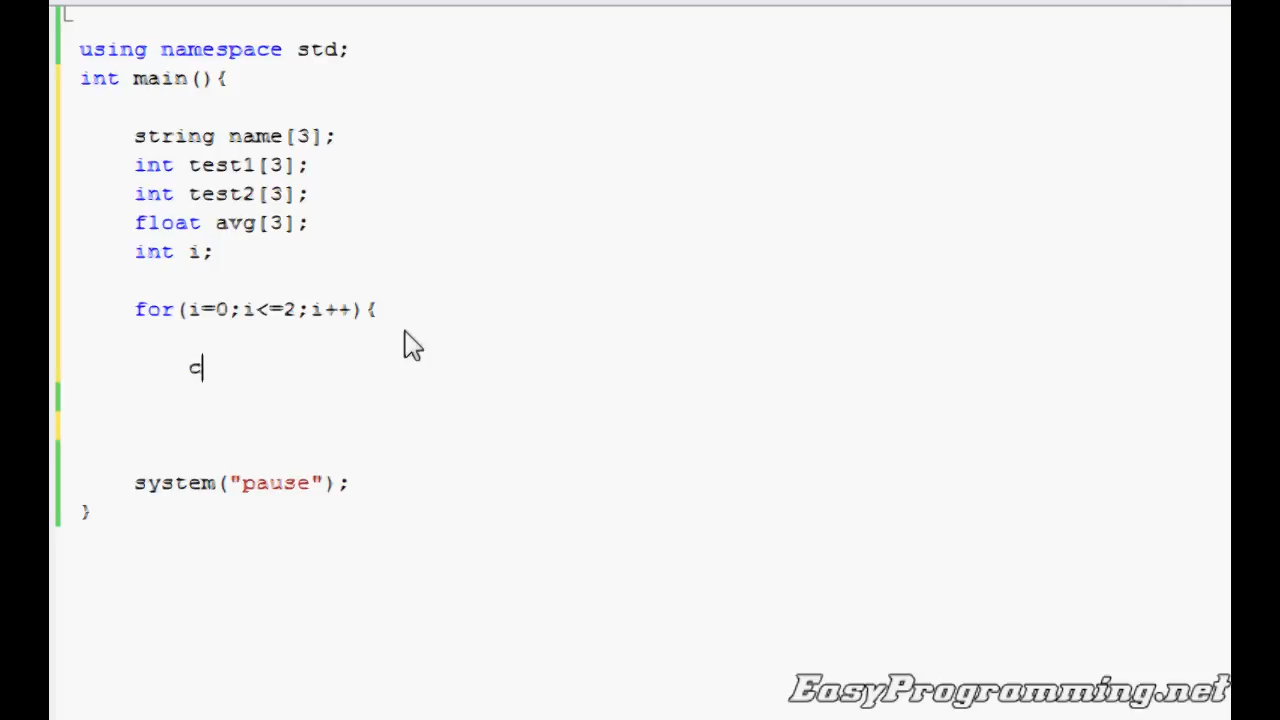 using namespace std;
int main(){
string name[3];
int test1[3];
int test2[3];
float avg[3];
int i;
for(i=0;i<=2;i++){
c
system("pause");
}
EasyProgramming.net